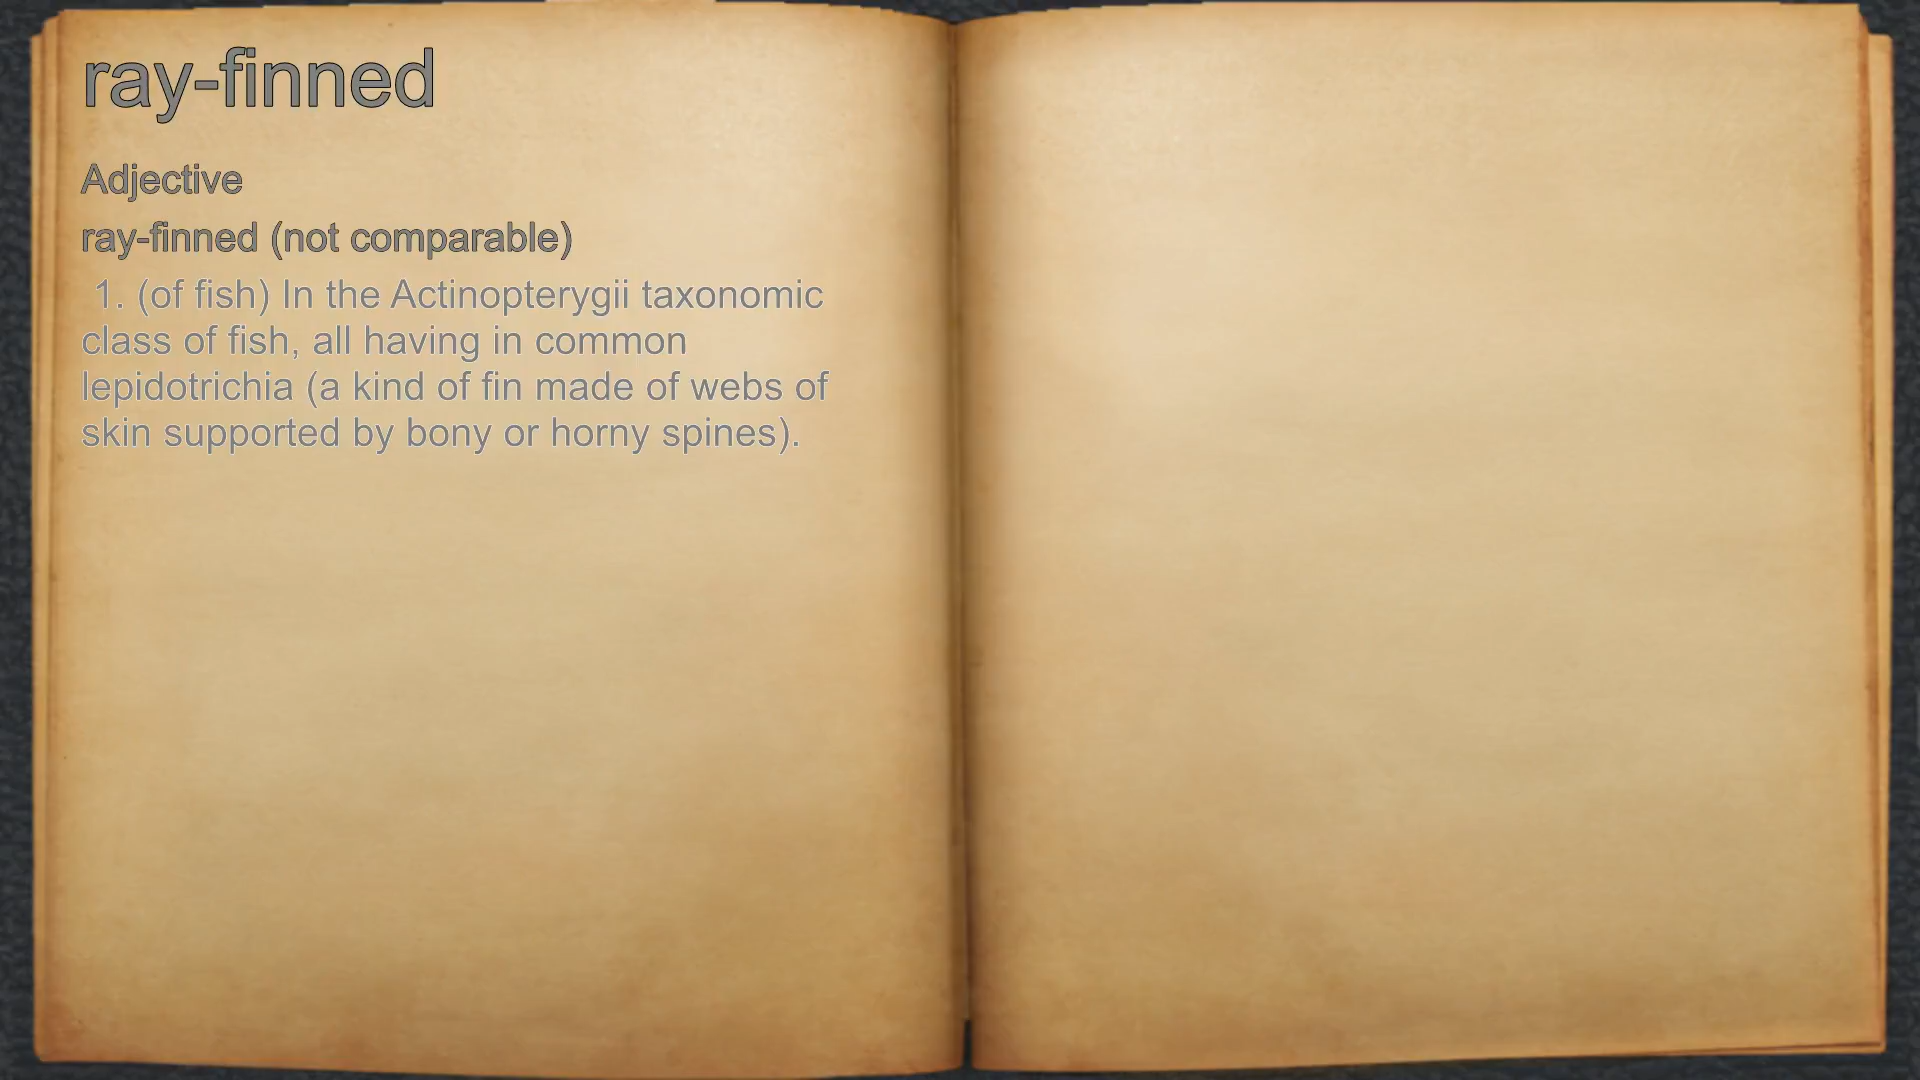 ray-finned
Adjective
ray-finned (not comparable)
1. (of fish) In the Actinopterygii taxonomic
class of fish, all having in common
lepidotrichia (a kind of fin made of webs of
skin supported by bony or horny spines).